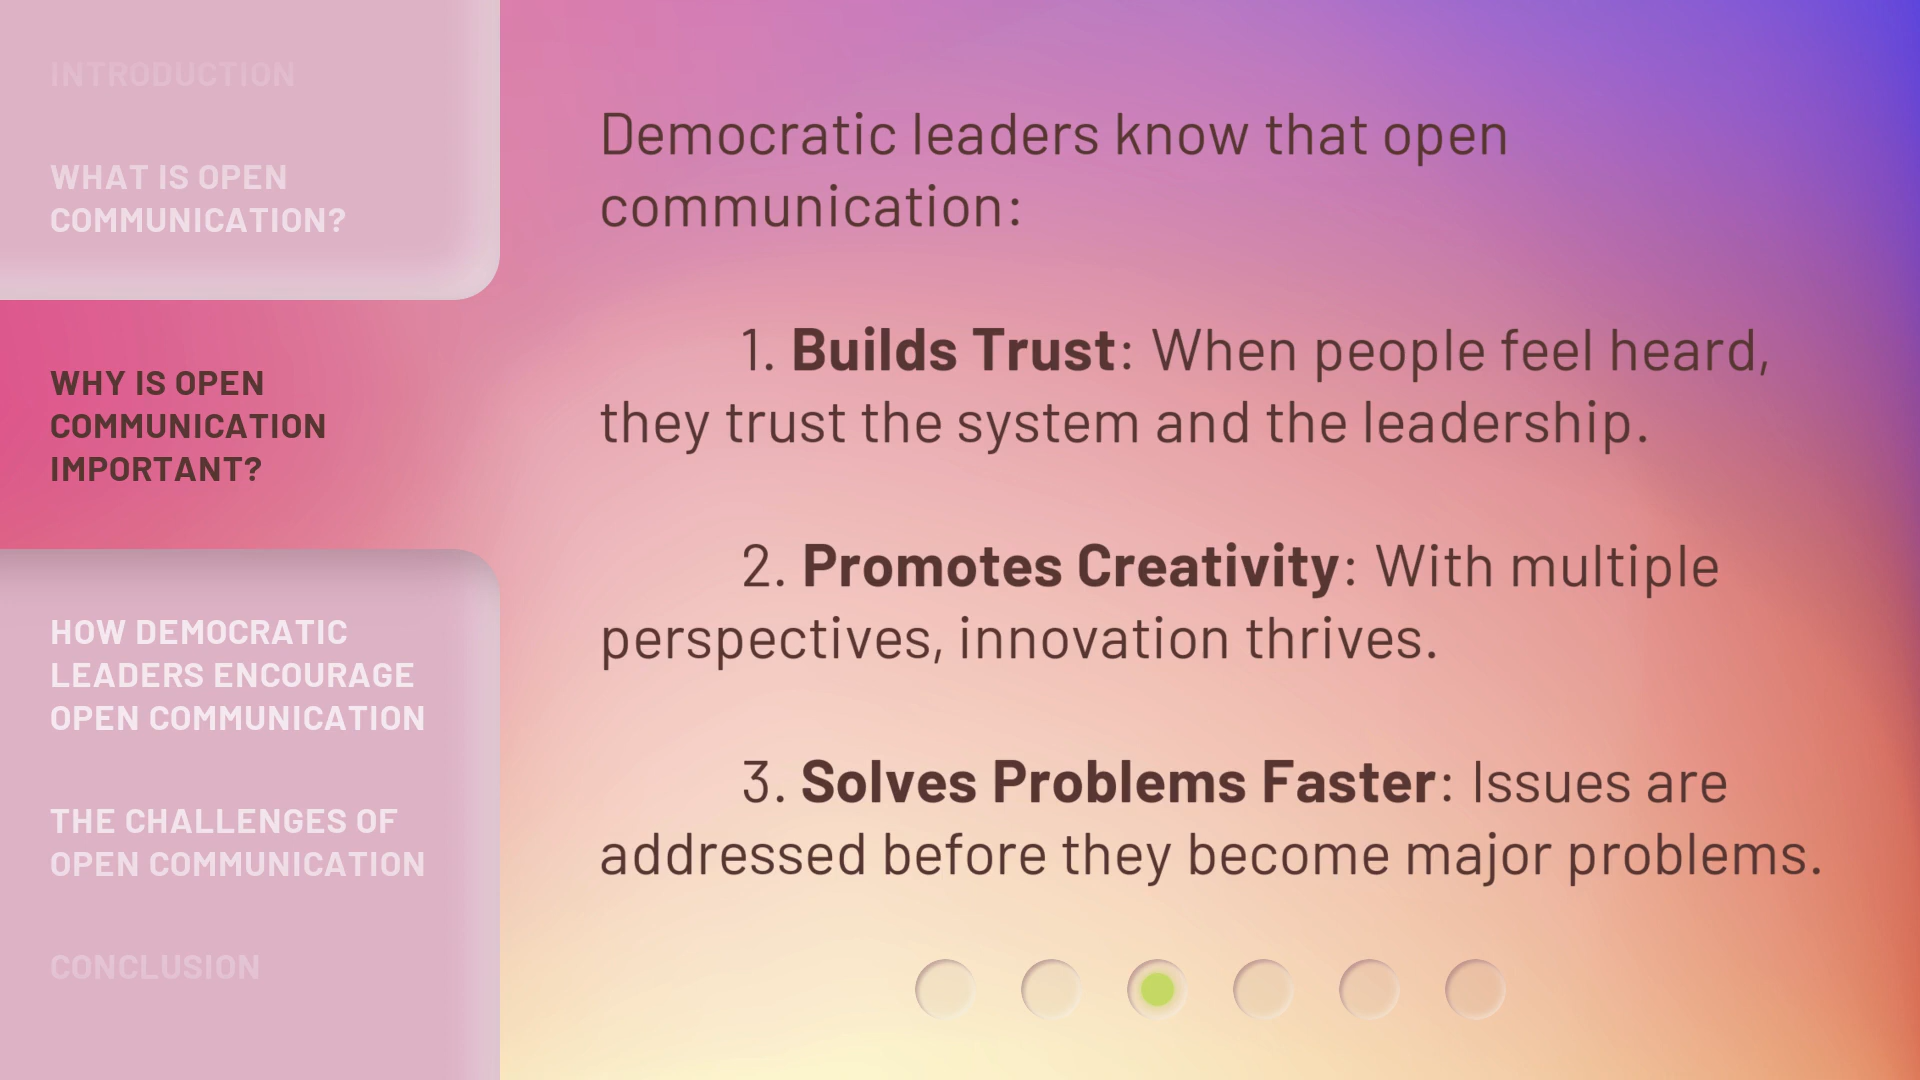 INTRODUCTION
WHAT IS OPEN
COMMUNICATION?
WHY IS OPEN
COMMUNICATION
IMPORTANT?
HOW DEMOCRATIC
LEADERS ENCOURAGE
OPEN COMMUNICATION
THE CHALLENGES OF
OPEN COMMUNICATION
CONCLUSION
Democratic leaders know that open
communication:
1. Builds Trust: When people feel heard,
they trust the system and the leadership.
2. Promotes Creativity: With multiple
perspectives, innovation thrives.
3. Solves Problems Faster: Issues are
addressed before they become major problems.